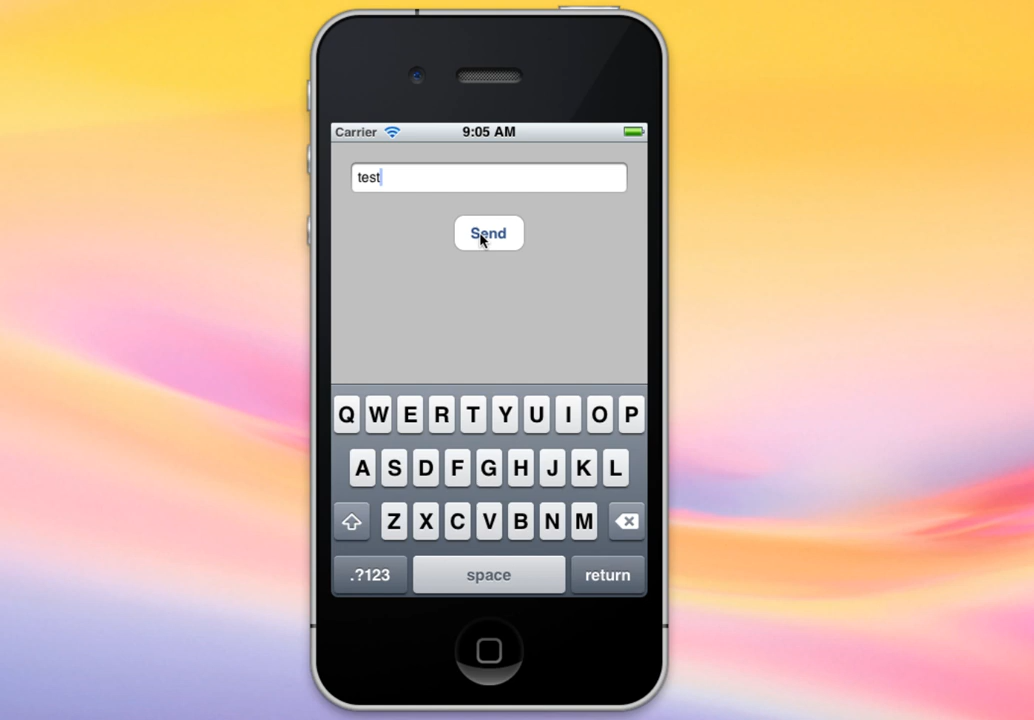 Carrier 9:05 AM
test
Send
Q W E R T Y U I O P
A S D F G H J K L
Z X C V B N M
.?123 space return